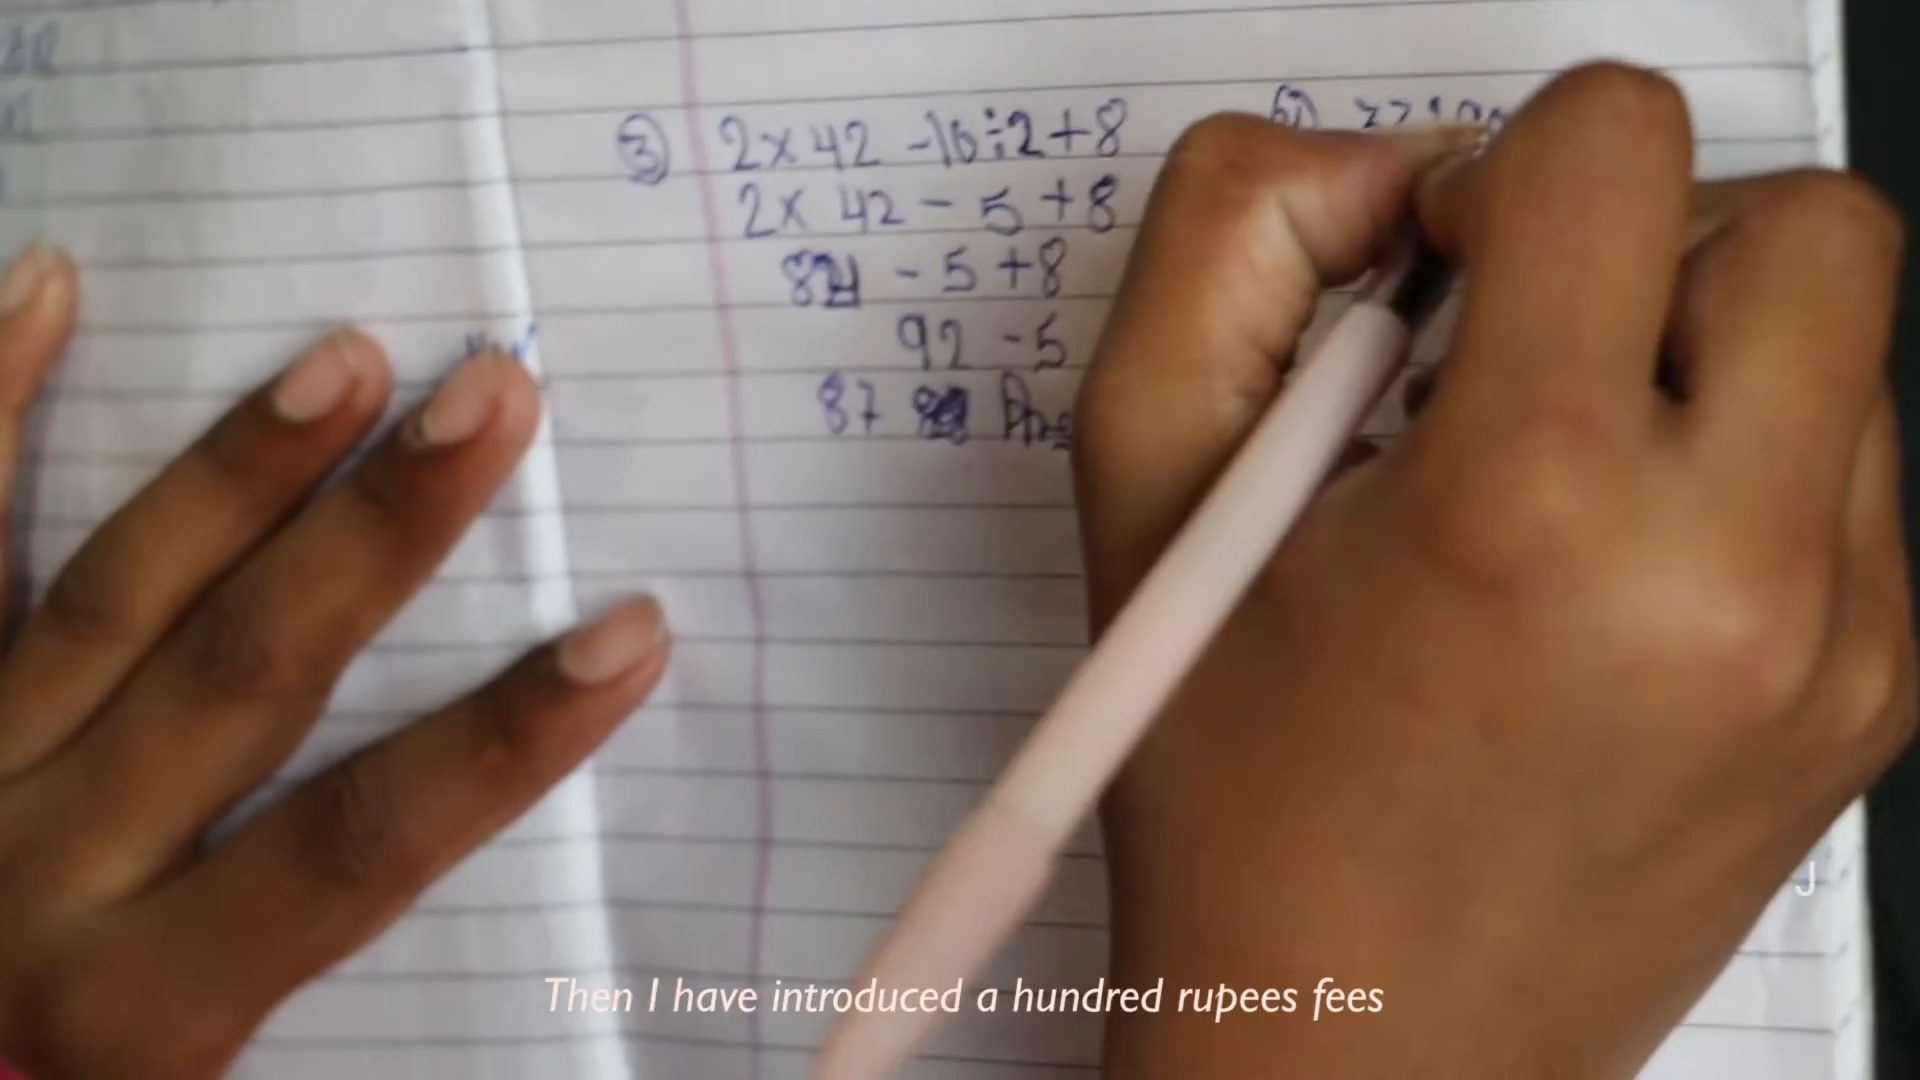 ③ 2×42 -10÷2+8
2× 42 - 5 +8
84 - 5 +8
92 -5
87 Ans
J
Then I have introduced a hundred rupees fees